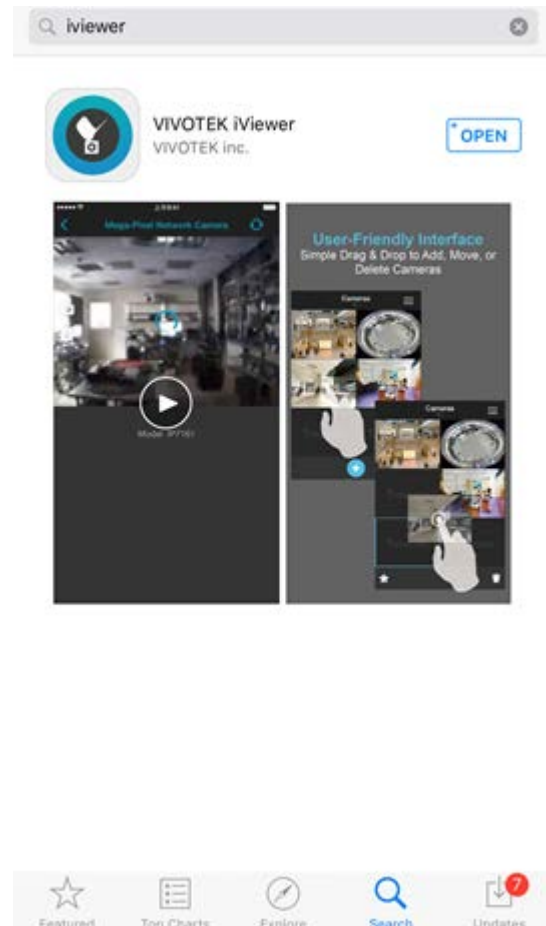 iviewer
VIVOTEK iViewer
VIVOTEK inc.
+OPEN
Mega-Pixel Network Camera
Model: IP7161
User-Friendly Interface
Simple Drag & Drop to Add, Move, or
Delete Cameras
Cameras
Cameras
7
Featured
Top Charts
Explore
Search
Updates